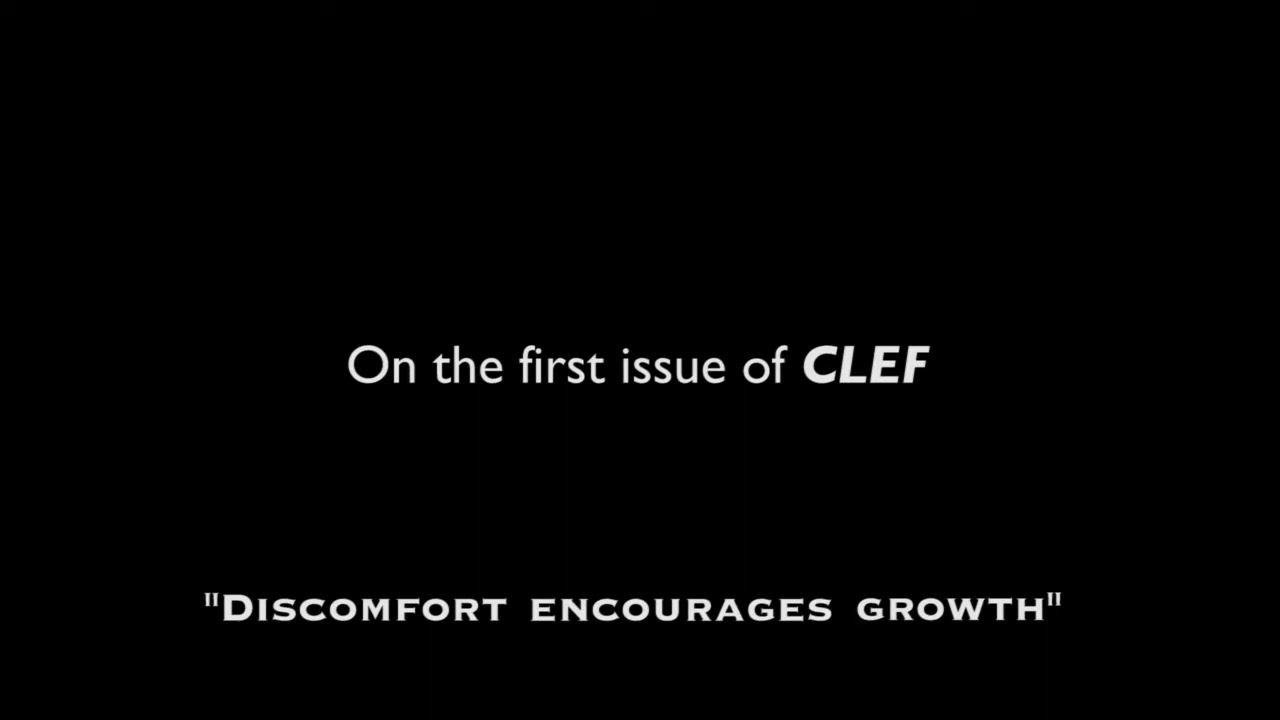 On the first issue of CLEF
"DISCOMFORT ENCOURAGES GROWTH"